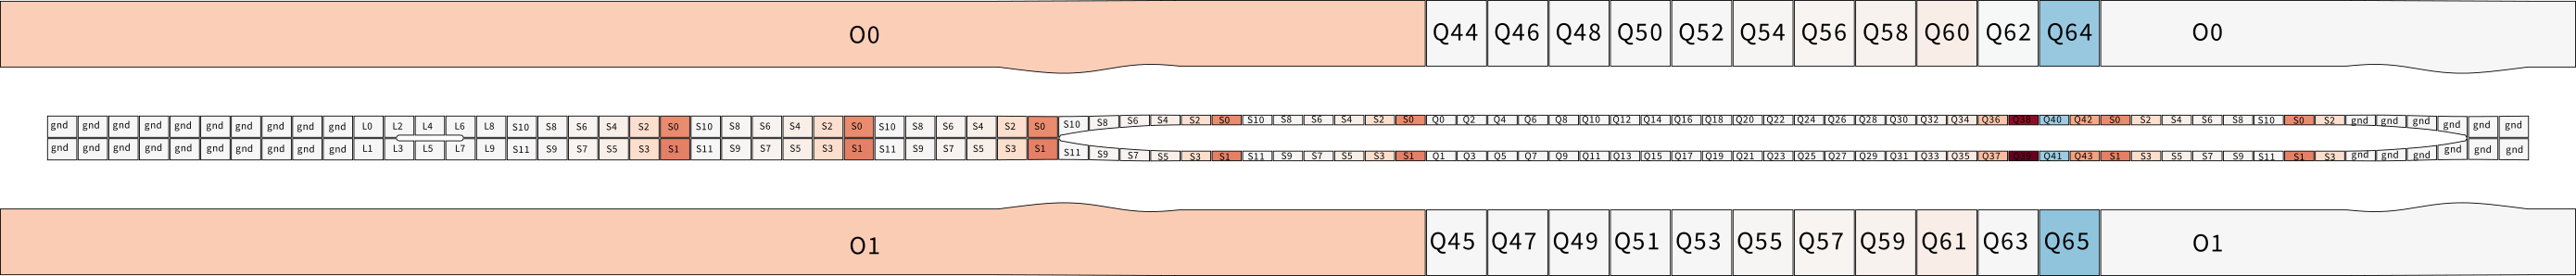 O0 Q44 Q46 Q48 Q50 Q52 Q54 Q56 Q58 Q60 Q62 Q64 O0
gnd gnd gnd gnd gnd gnd gnd gnd gnd gnd L0 L2 L4 L6 L8 S10 S8 S6 S4 S2 S0 S10 S8 S6 S4 S2 S0 S10 S8 S6 S4 S2 S0 S10 S8 S6 S4 S2 S0 S10 S8 S6 S4 S2 S0 Q0 Q2 Q4 Q6 Q8 Q10 Q12 Q14 Q16 Q18 Q20 Q22 Q24 Q26 Q28 Q30 Q32 Q34 Q36 Q38 Q40 Q42 S0 S2 S4 S6 S8 S10 S0 S2 gnd gnd gnd gnd gnd gnd
gnd gnd gnd gnd gnd gnd gnd gnd gnd gnd L1 L3 L5 L7 L9 S11 S9 S7 S5 S3 S1 S11 S9 S7 S5 S3 S1 S11 S9 S7 S5 S3 S1 S11 S9 S7 S5 S3 S1 S11 S9 S7 S5 S3 S1 Q1 Q3 Q5 Q7 Q9 Q11 Q13 Q15 Q17 Q19 Q21 Q23 Q25 Q27 Q29 Q31 Q33 Q35 Q37 Q39 Q41 Q43 S1 S3 S5 S7 S9 S11 S1 S3 gnd gnd gnd gnd gnd gnd
O1 Q45 Q47 Q49 Q51 Q53 Q55 Q57 Q59 Q61 Q63 Q65 O1